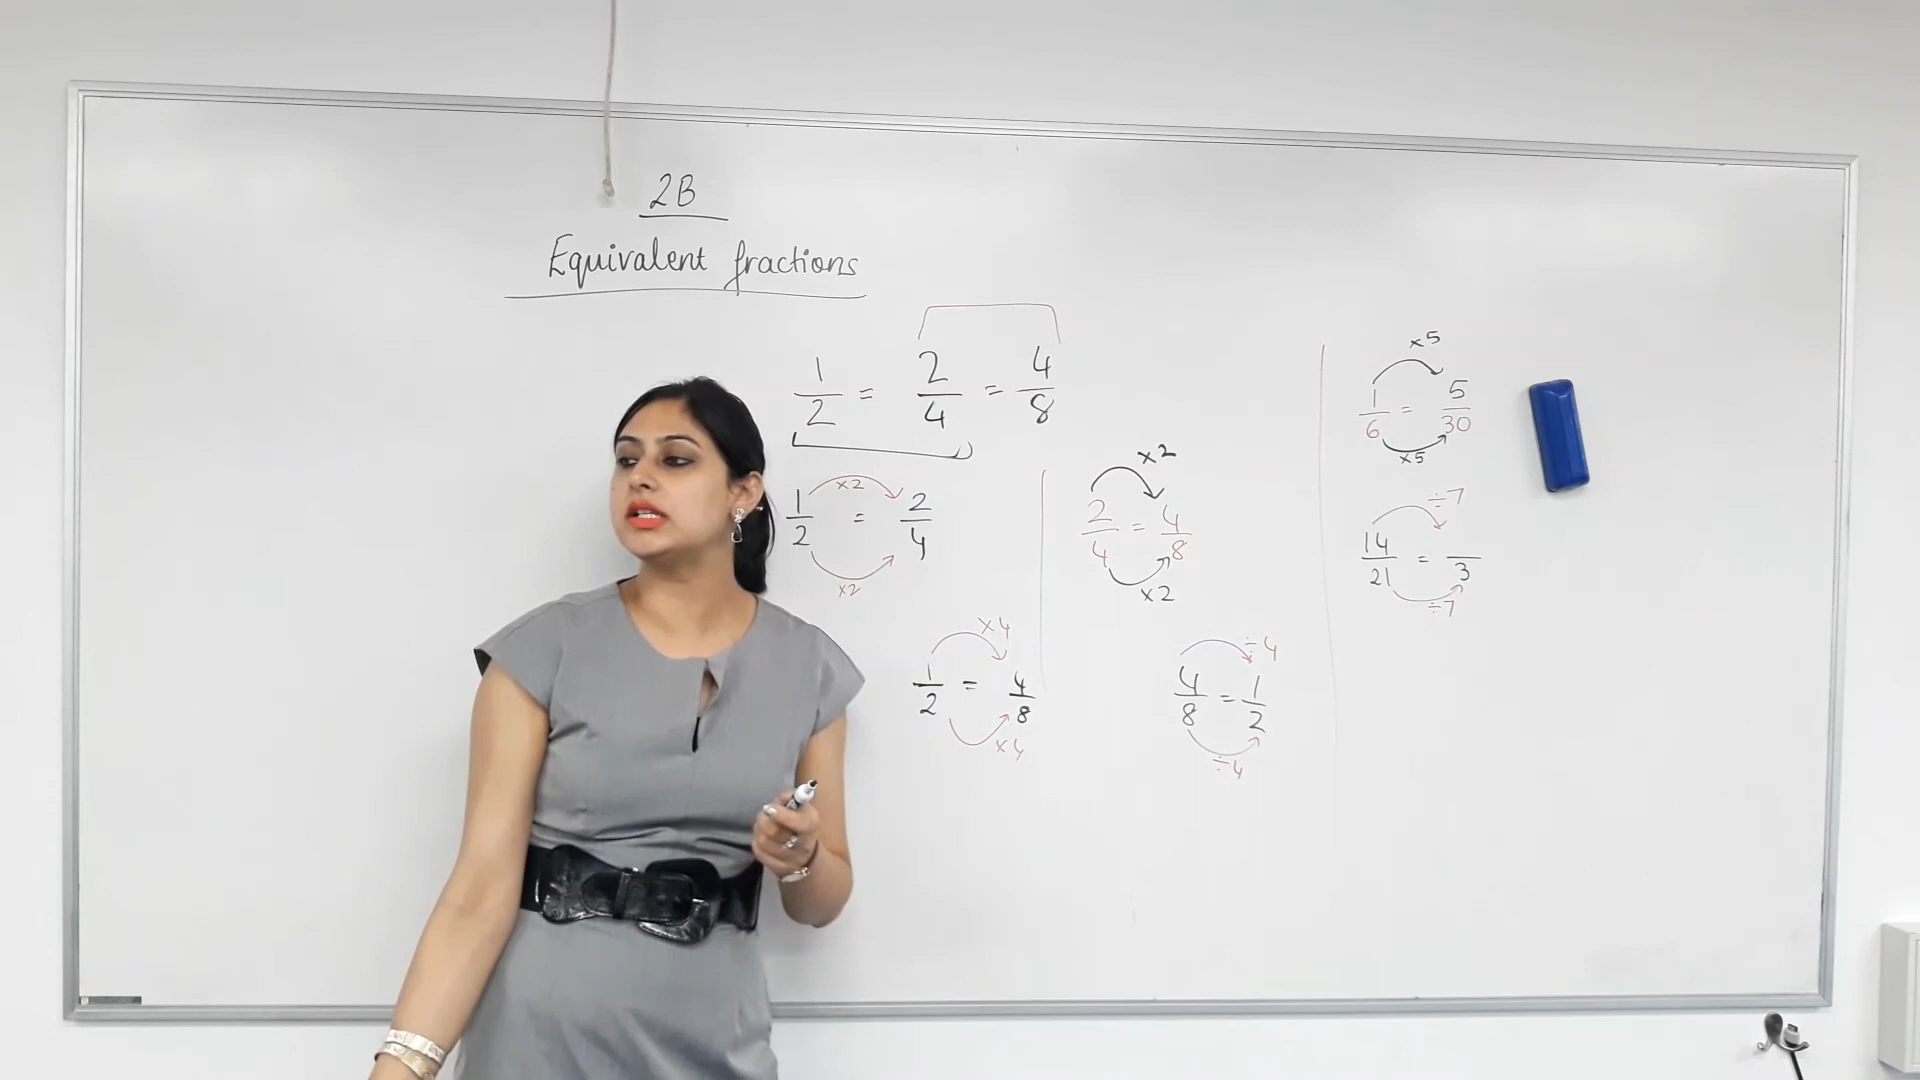 2B
Equivalent fractions
1/2 = 2/4 = 4/8
×2
1/2 = 2/4
×2
×2
2/4 = 4/8
×2
×4
1/2 = 4/8
×4
÷4
4/8 = 1/2
÷4
×5
1/6 = 5/30
×5
÷7
14/21 = /3
÷7